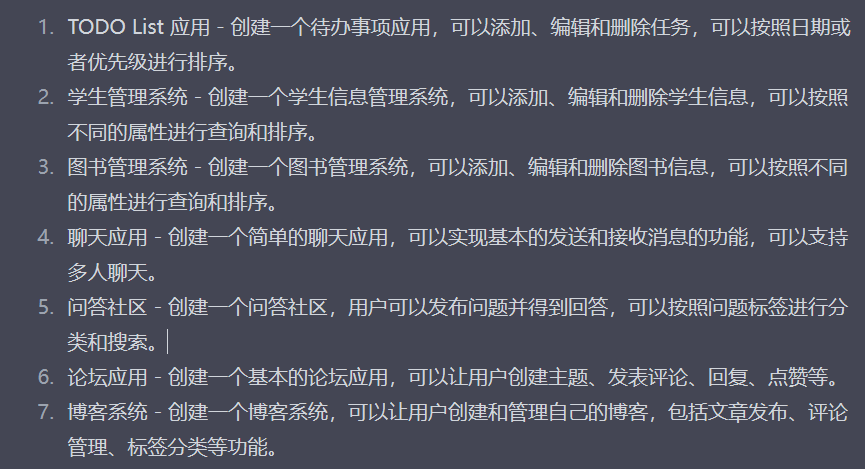 1. TODO List 应用 - 创建一个待办事项应用，可以添加、编辑和删除任务，可以按照日期或
者优先级进行排序。
2. 学生管理系统 - 创建一个学生信息管理系统，可以添加、编辑和删除学生信息，可以按照
不同的属性进行查询和排序。
3. 图书管理系统 - 创建一个图书管理系统，可以添加、编辑和删除图书信息，可以按照不同
的属性进行查询和排序。
4. 聊天应用 - 创建一个简单的聊天应用，可以实现基本的发送和接收消息的功能，可以支持
多人聊天。
5. 问答社区 - 创建一个问答社区，用户可以发布问题并得到回答，可以按照问题标签进行分
类和搜索。
6. 论坛应用 - 创建一个基本的论坛应用，可以让用户创建主题、发表评论、回复、点赞等。
7. 博客系统 - 创建一个博客系统，可以让用户创建和管理自己的博客，包括文章发布、评论
管理、标签分类等功能。